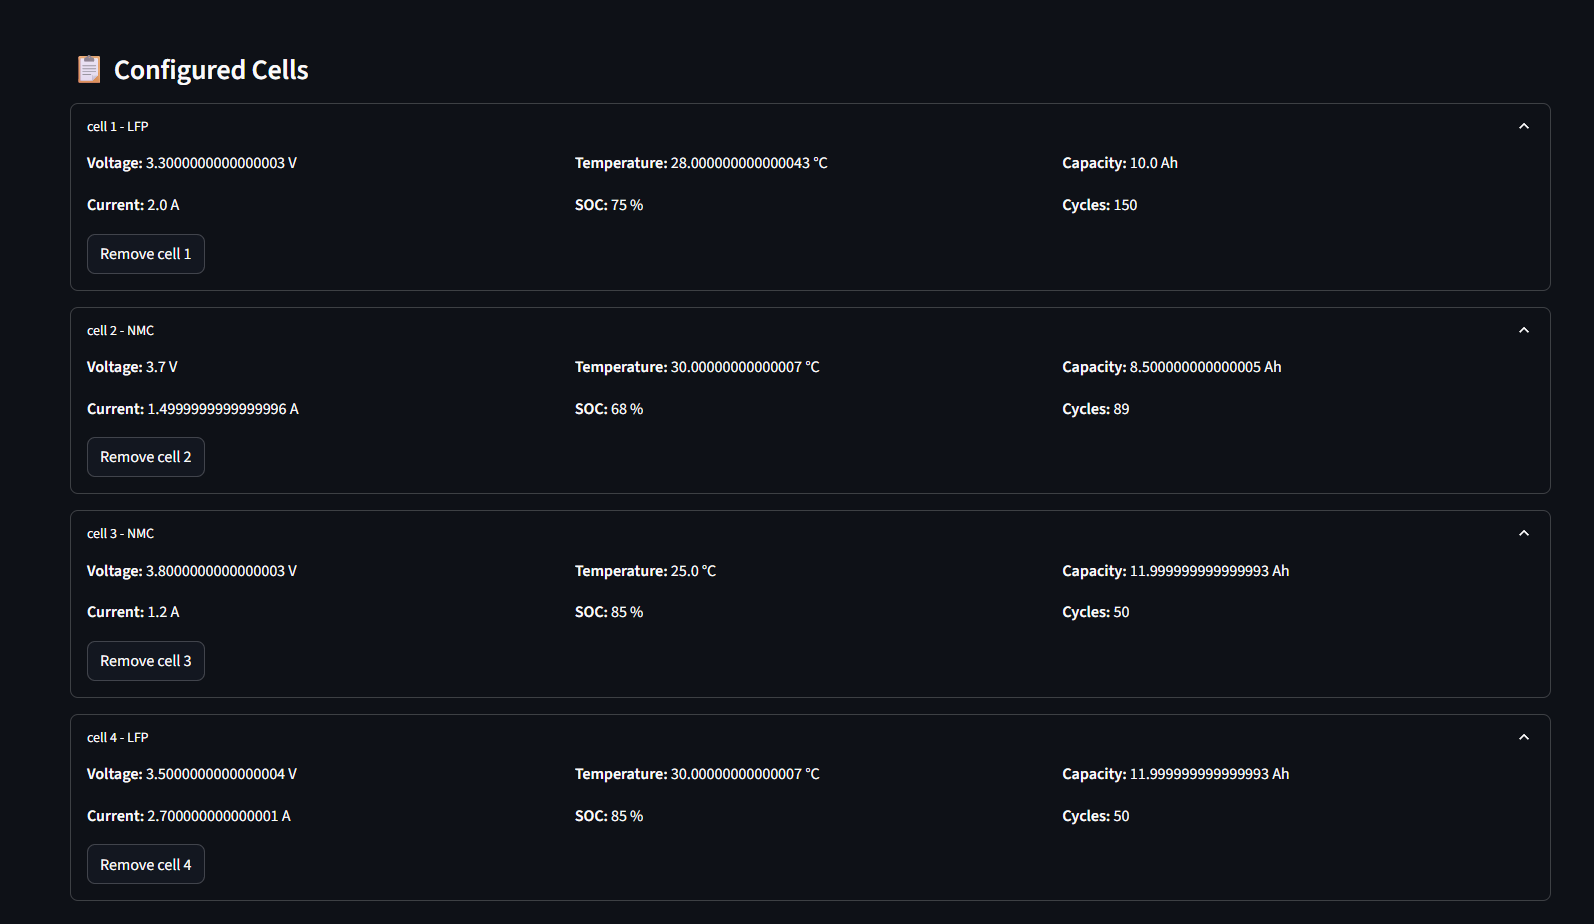 📋 Configured Cells
cell 1 - LFP
Voltage: 3.3000000000000003 V Temperature: 28.000000000000043 °C Capacity: 10.0 Ah
Current: 2.0 A SOC: 75 % Cycles: 150
Remove cell 1
cell 2 - NMC
Voltage: 3.7 V Temperature: 30.00000000000007 °C Capacity: 8.500000000000005 Ah
Current: 1.4999999999999996 A SOC: 68 % Cycles: 89
Remove cell 2
cell 3 - NMC
Voltage: 3.8000000000000003 V Temperature: 25.0 °C Capacity: 11.999999999999993 Ah
Current: 1.2 A SOC: 85 % Cycles: 50
Remove cell 3
cell 4 - LFP
Voltage: 3.5000000000000004 V Temperature: 30.00000000000007 °C Capacity: 11.999999999999993 Ah
Current: 2.700000000000001 A SOC: 85 % Cycles: 50
Remove cell 4